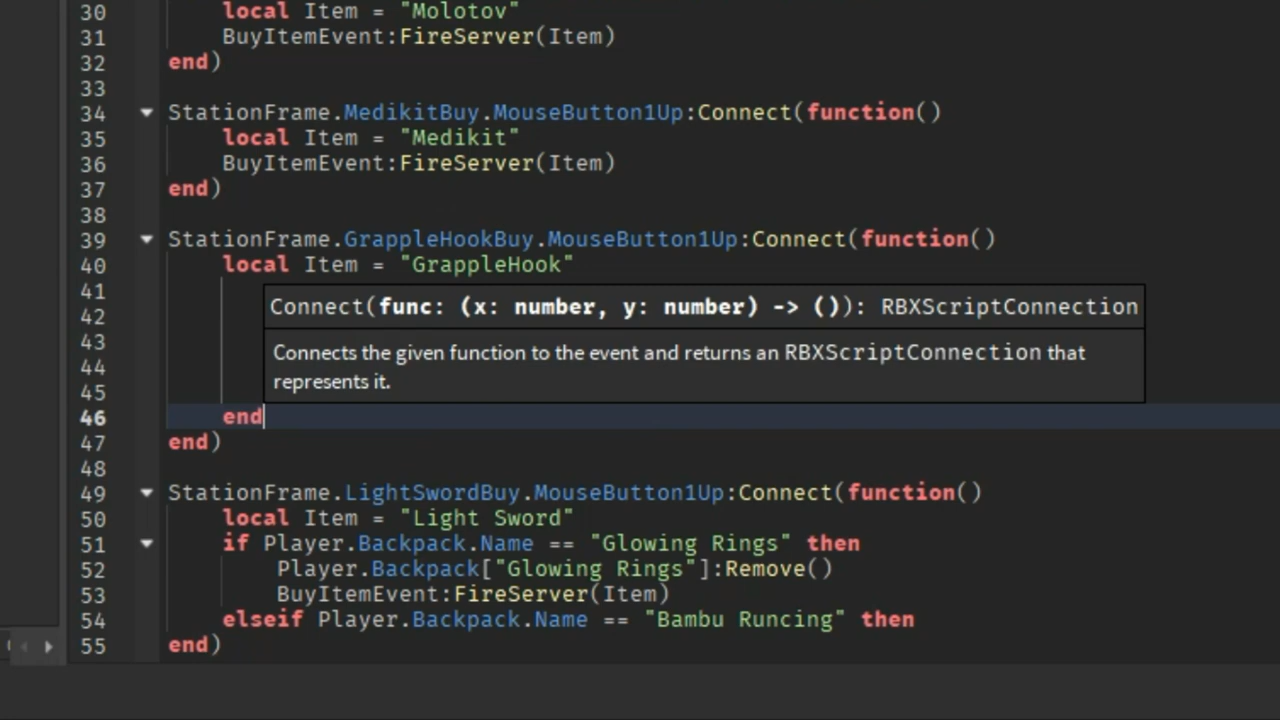 30 local Item = "Molotov"
31 BuyItemEvent:FireServer(Item)
32 end)
33
34 StationFrame.MedikitBuy.MouseButton1Up:Connect(function()
35 local Item = "Medikit"
36 BuyItemEvent:FireServer(Item)
37 end)
38
39 StationFrame.GrappleHookBuy.MouseButton1Up:Connect(function()
40 local Item = "GrappleHook"
41
Connect(func: (x: number, y: number) -> ()): RBXScriptConnection
42
43
Connects the given function to the event and returns an RBXScriptConnection that
44
represents it.
45
46 end
47 end)
48
49 StationFrame.LightSwordBuy.MouseButton1Up:Connect(function()
50 local Item = "Light Sword"
51 if Player.Backpack.Name == "Glowing Rings" then
52 Player.Backpack["Glowing Rings"]:Remove()
53 BuyItemEvent:FireServer(Item)
54 elseif Player.Backpack.Name == "Bambu Runcing" then
55 end)